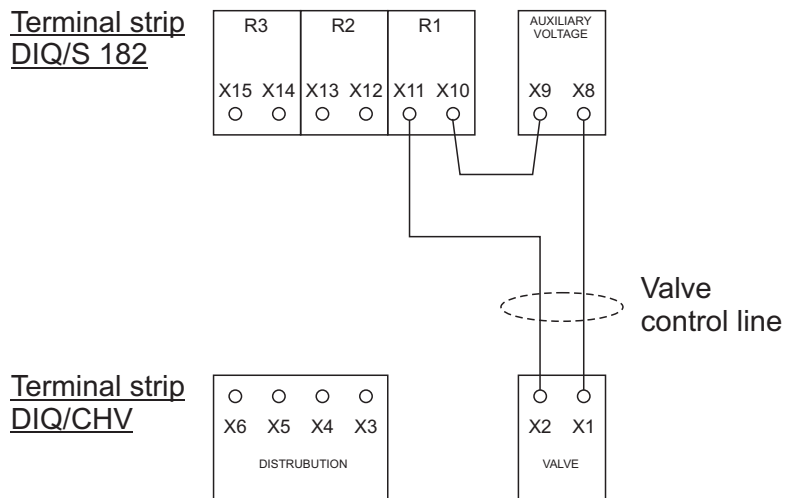 Terminal strip
DIQ/S 182
R3 R2 R1
AUXILIARY
VOLTAGE
X15 X14 X13 X12 X11 X10 X9 X8
Valve
control line
Terminal strip
DIQ/CHV
X6 X5 X4 X3 X2 X1
DISTRUBUTION
VALVE